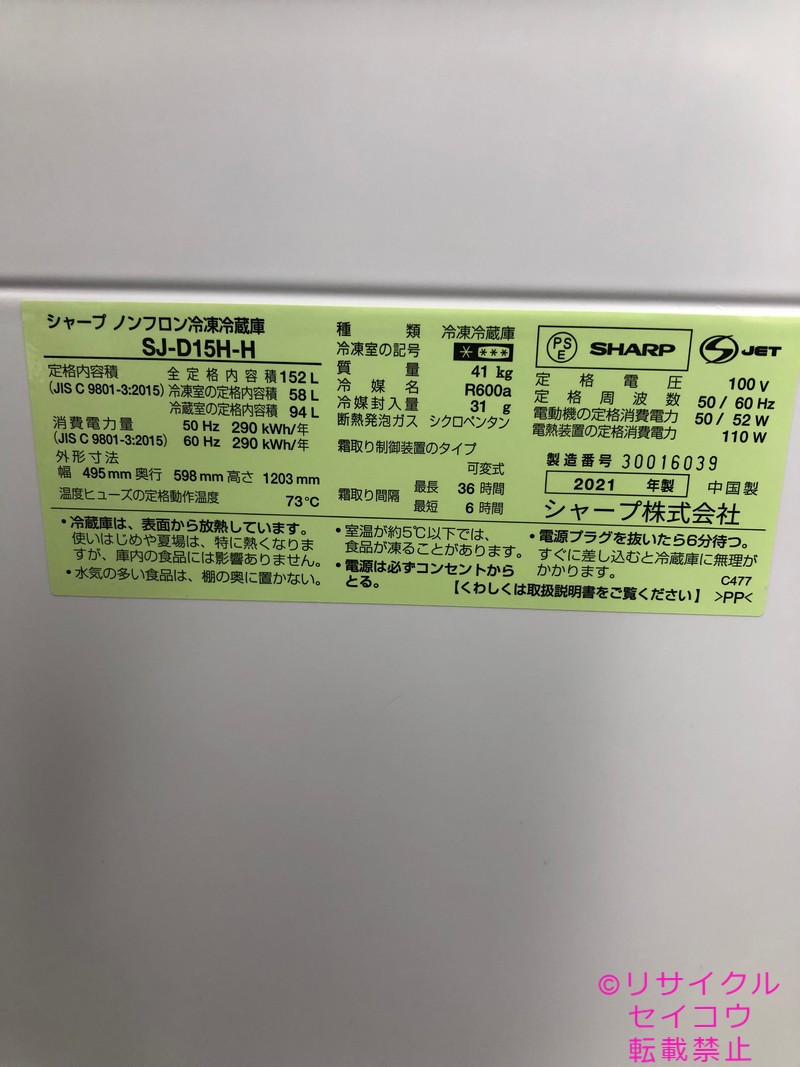 シャープ ノンフロン冷凍冷蔵庫
SJ-D15H-H
定格内容積 全定格内容積 152 L
(JIS C 9801-3:2015) 冷凍室の定格内容積 58 L
冷蔵室の定格内容積 94 L
消費電力量 50 Hz 290 kWh/年
(JIS C 9801-3:2015) 60 Hz 290 kWh/年
外形寸法
幅 495 mm 奥行 598 mm 高さ 1203 mm
温度ヒューズの定格動作温度 73℃
種類 冷凍冷蔵庫
冷凍室の記号 * ***
質量 41 kg
冷媒名 R600a
冷媒封入量 31 g
断熱発泡ガス シクロペンタン
霜取り制御装置のタイプ
可変式
霜取り間隔 最長 36 時間
最短 6 時間
PSE SHARP S JET
定格電圧 100 V
定格周波数 50 / 60 Hz
電動機の定格消費電力 50 / 52 W
電熱装置の定格消費電力 110 W
製造番号 30016039
2021 年製 中国製
シャープ株式会社
・冷蔵庫は、表面から放熱しています。
使いはじめや夏場は、特に熱くなりま
すが、庫内の食品には影響ありません。
・水気の多い食品は、棚の奥に置かない。
・室温が約5℃以下では、
食品が凍ることがあります。
・電源は必ずコンセントから
とる。
・電源プラグを抜いたら6分待つ。
すぐに差し込むと冷蔵庫に無理が
かかります。
C477
【くわしくは取扱説明書をご覧ください】 >PP<
©リサイクル
セイコウ
転載禁止